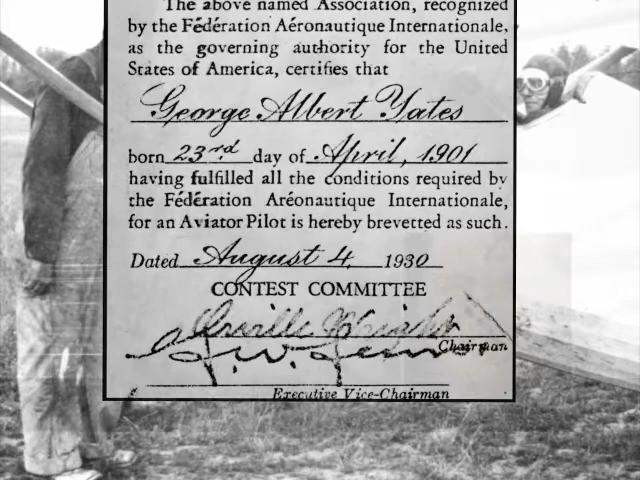 The above named Association, recognized
by the Fédération Aéronautique Internationale,
as the governing authority for the United
States of America, certifies that
George Albert Yates
born 23rd day of April, 1901
having fulfilled all the conditions required by
the Fédération Aréonautique Internationale,
for an Aviator Pilot is hereby brevetted as such.
Dated August 4, 1930
CONTEST COMMITTEE
Orville Wright
Chairman
Executive Vice-Chairman